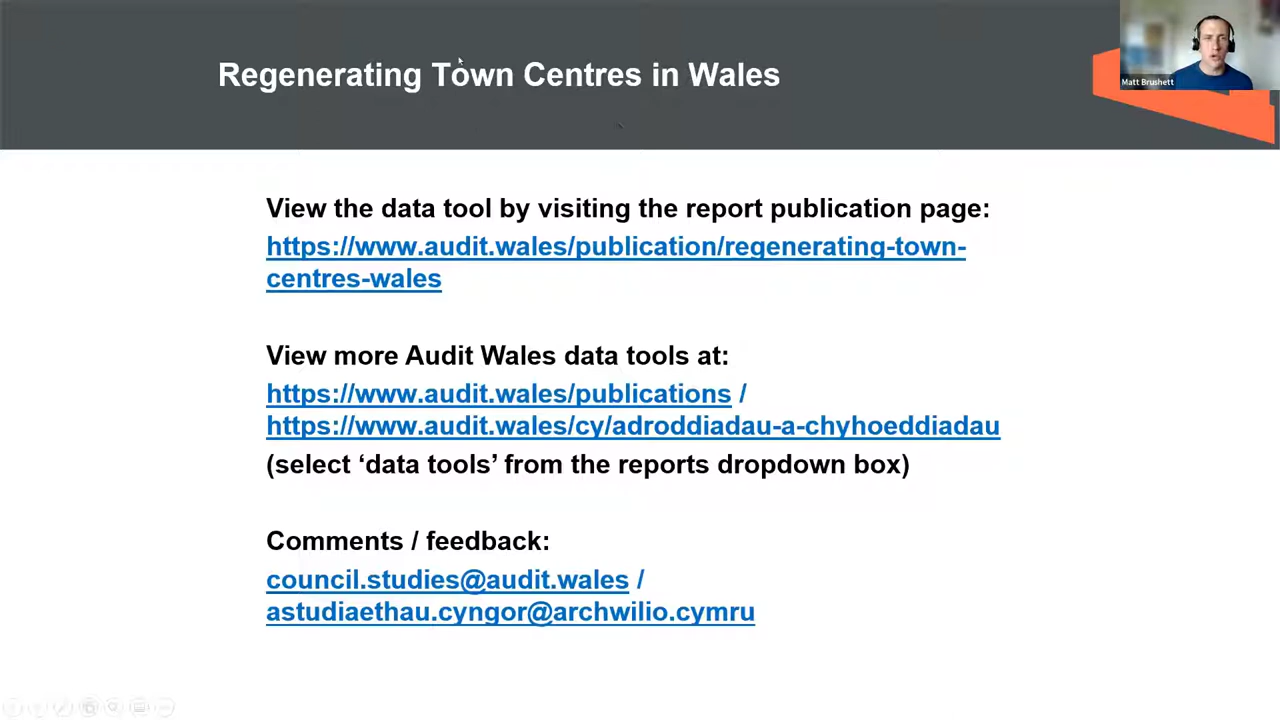 Regenerating Town Centres in Wales
Matt Brushett
View the data tool by visiting the report publication page:
https://www.audit.wales/publication/regenerating-town-
centres-wales
View more Audit Wales data tools at:
https://www.audit.wales/publications /
https://www.audit.wales/cy/adroddiadau-a-chyhoeddiadau
(select ‘data tools’ from the reports dropdown box)
Comments / feedback:
council.studies@audit.wales /
astudiaethau.cyngor@archwilio.cymru